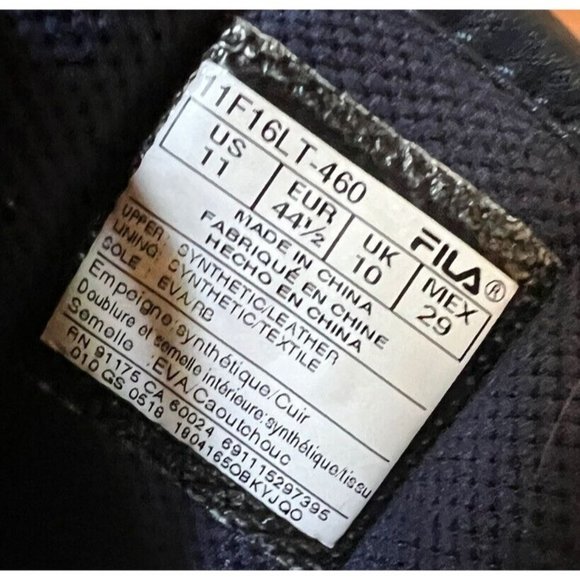 11F16LT-460
FILA®
US EUR UK MEX
11 44½ 10 29
MADE IN CHINA
FABRIQUÉ EN CHINE
HECHO EN CHINA
UPPER: SYNTHETIC/LEATHER
LINING: SYNTHETIC/TEXTILE
SOLE: EVA/RB
Empeigne:synthétique/Cuir
Doublure et semelle intérieure:synthétique/tissu
Semelle: EVA/Caoutchouc
RN 91175 CA 60024 691115297395
010 GS 0518 1804165OBKYJQO